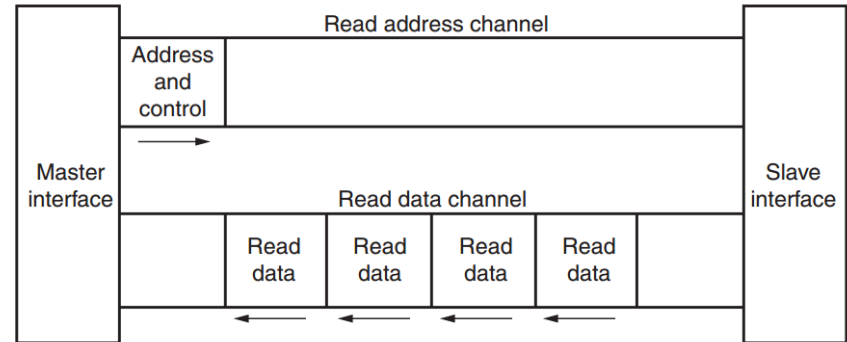 Read address channel
Address
and
control
Master
interface
Slave
interface
Read data channel
Read
data
Read
data
Read
data
Read
data